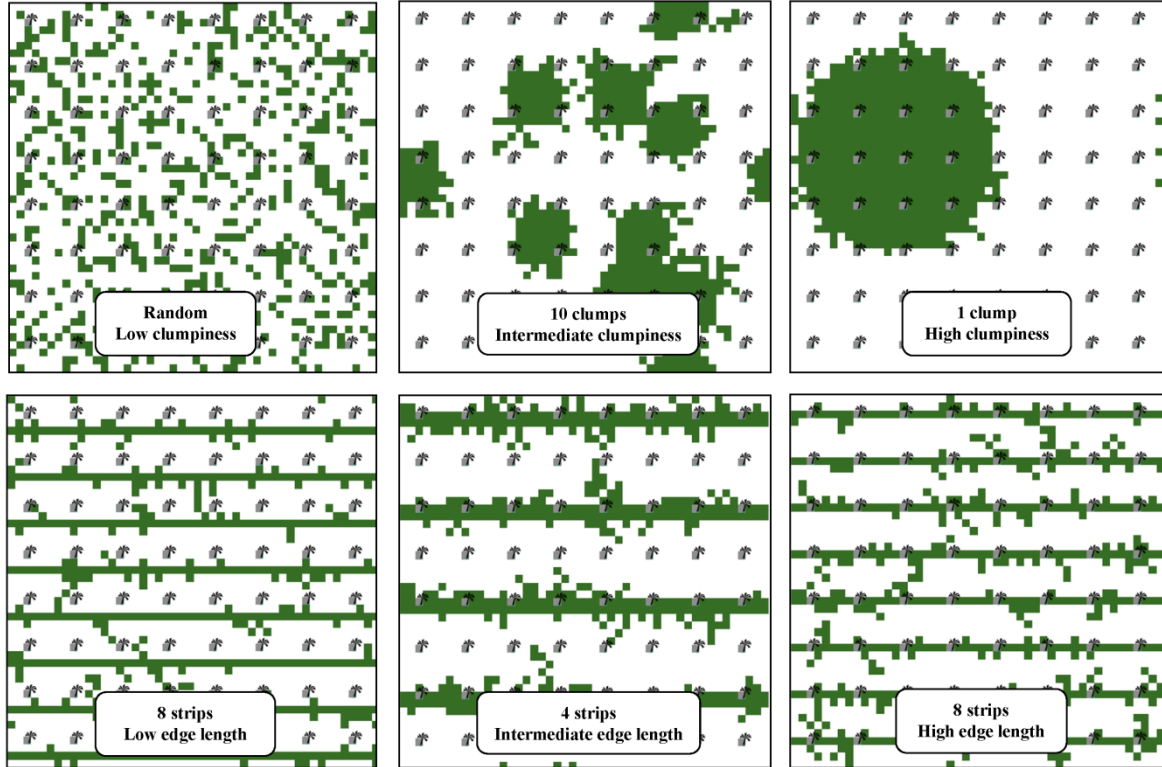 Random
Low clumpiness
10 clumps
Intermediate clumpiness
1 clump
High clumpiness
8 strips
Low edge length
4 strips
Intermediate edge length
8 strips
High edge length